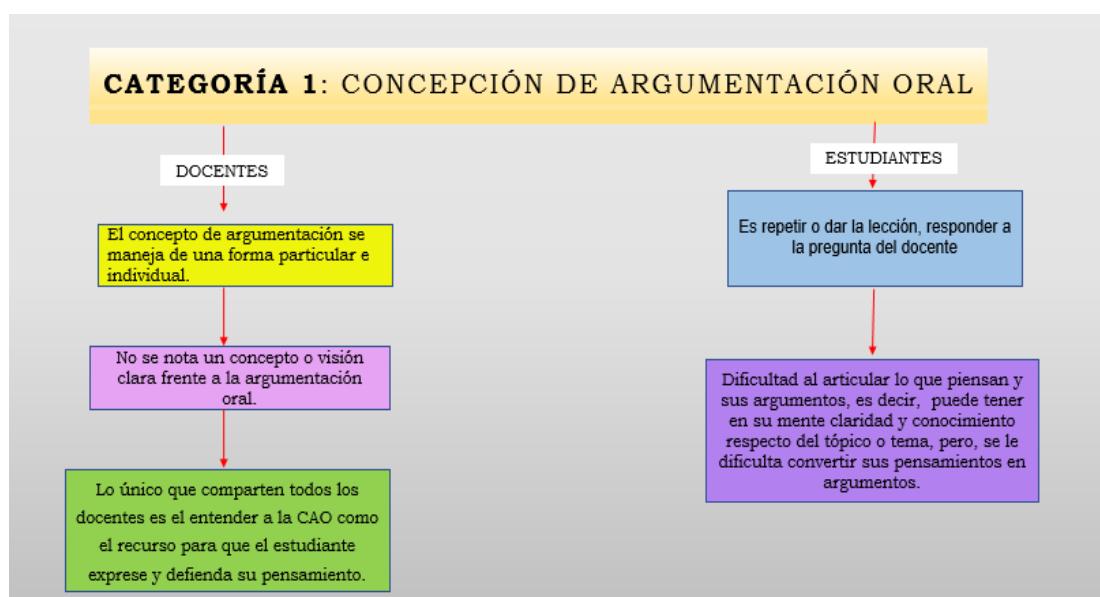 CATEGORÍA 1: CONCEPCIÓN DE ARGUMENTACIÓN ORAL
DOCENTES
El concepto de argumentación se
maneja de una forma particular e
individual.
No se nota un concepto o visión
clara frente a la argumentación
oral.
Lo único que comparten todos los
docentes es el entender a la CAO como
el recurso para que el estudiante
exprese y defienda su pensamiento.
ESTUDIANTES
Es repetir o dar la lección, responder a
la pregunta del docente
Dificultad al articular lo que piensan y
sus argumentos, es decir, puede tener
en su mente claridad y conocimiento
respecto del tópico o tema, pero, se le
dificulta convertir sus pensamientos en
argumentos.